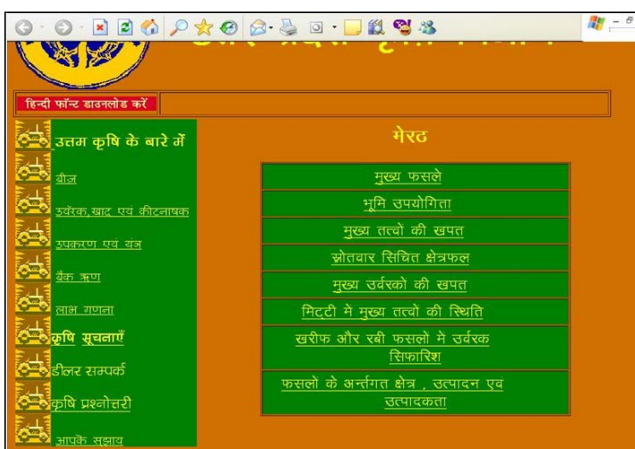 हिन्दी फॉन्ट डाउनलोड करें
उत्तम कृषि के बारे में
बीज
उर्वरक,खाद एवं कीटनाषक
उपकरण एवं यंत्र
बैंक ऋण
लाभ गणना
कृषि सूचनाएँ
डीलर सम्पर्क
कृषि प्रश्नोत्तरी
आपके सुझाव
मेरठ
मुख्य फसले
भूमि उपयोगिता
मुख्य तत्वो की खपत
स्रोतवार सिंचित क्षेत्रफल
मुख्य उर्वरको की खपत
मिट्टी मे मुख्य तत्वो की स्थिति
खरीफ और रबी फसलो मे उर्वरक
सिफारिश
फसलों के अर्न्तगत क्षेत्र , उत्पादन एवं
उत्पादकता